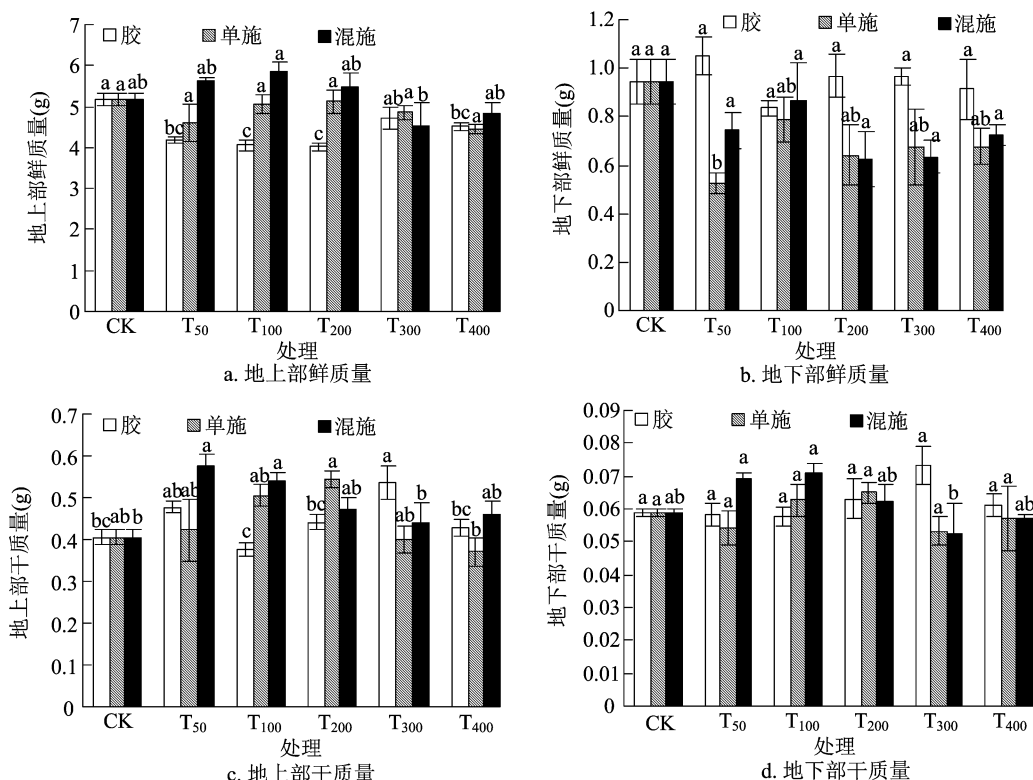 7
6
5
4
3
2
1
0
地上部鲜质量(g)
胶 单施 混施
a a ab
bc a ab
c a a
c a ab
ab a b
bc a ab
CK T₅₀ T₁₀₀ T₂₀₀ T₃₀₀ T₄₀₀
处理
a. 地上部鲜质量
1.2
1.0
0.8
0.6
0.4
0.2
0
地下部鲜质量(g)
胶 单施 混施
a a a
a b a
a ab a
a ab a
a ab a
a ab a
CK T₅₀ T₁₀₀ T₂₀₀ T₃₀₀ T₄₀₀
处理
b. 地下部鲜质量
0.7
0.6
0.5
0.4
0.3
0.2
0.1
0
地上部干质量(g)
胶 单施 混施
bc ab b
ab ab a
c ab a
bc a ab
a ab b
bc b ab
CK T₅₀ T₁₀₀ T₂₀₀ T₃₀₀ T₄₀₀
处理
c. 地上部干质量
0.09
0.08
0.07
0.06
0.05
0.04
0.03
0.02
0.01
0
地下部干质量(g)
胶 单施 混施
a a ab
a a a
a a a
a a ab
a a b
a a ab
CK T₅₀ T₁₀₀ T₂₀₀ T₃₀₀ T₄₀₀
处理
d. 地下部干质量